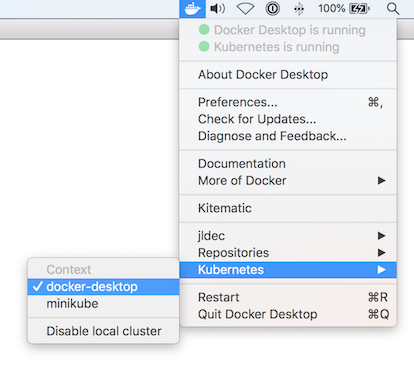 100%
Docker Desktop is running
Kubernetes is running
About Docker Desktop
Preferences... ⌘,
Check for Updates...
Diagnose and Feedback...
Documentation
More of Docker
Kitematic
jldec
Repositories
Kubernetes
Context
✓ docker-desktop
minikube
Disable local cluster
Restart ⌘R
Quit Docker Desktop ⌘Q